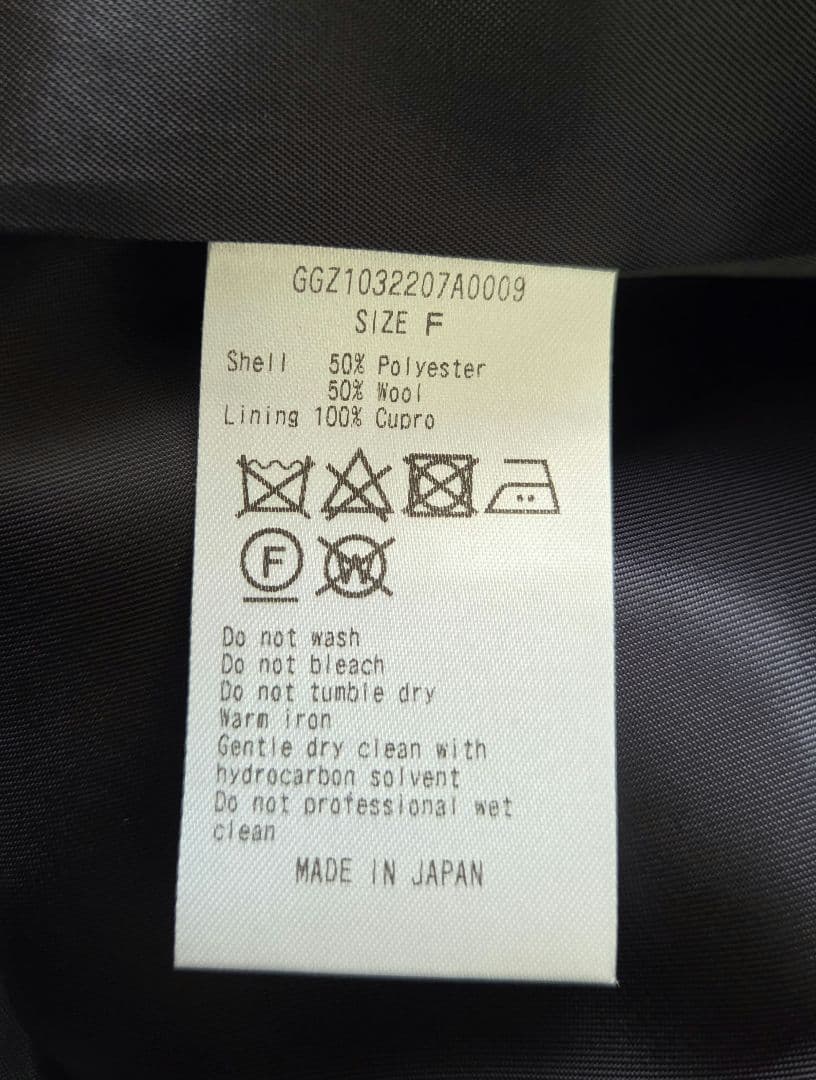 GGZ1032207A0009
SIZE F
Shell 50% Polyester
50% Wool
Lining 100% Cupro
F W
Do not wash
Do not bleach
Do not tumble dry
Warm iron
Gentle dry clean with
hydrocarbon solvent
Do not professional wet
clean
MADE IN JAPAN